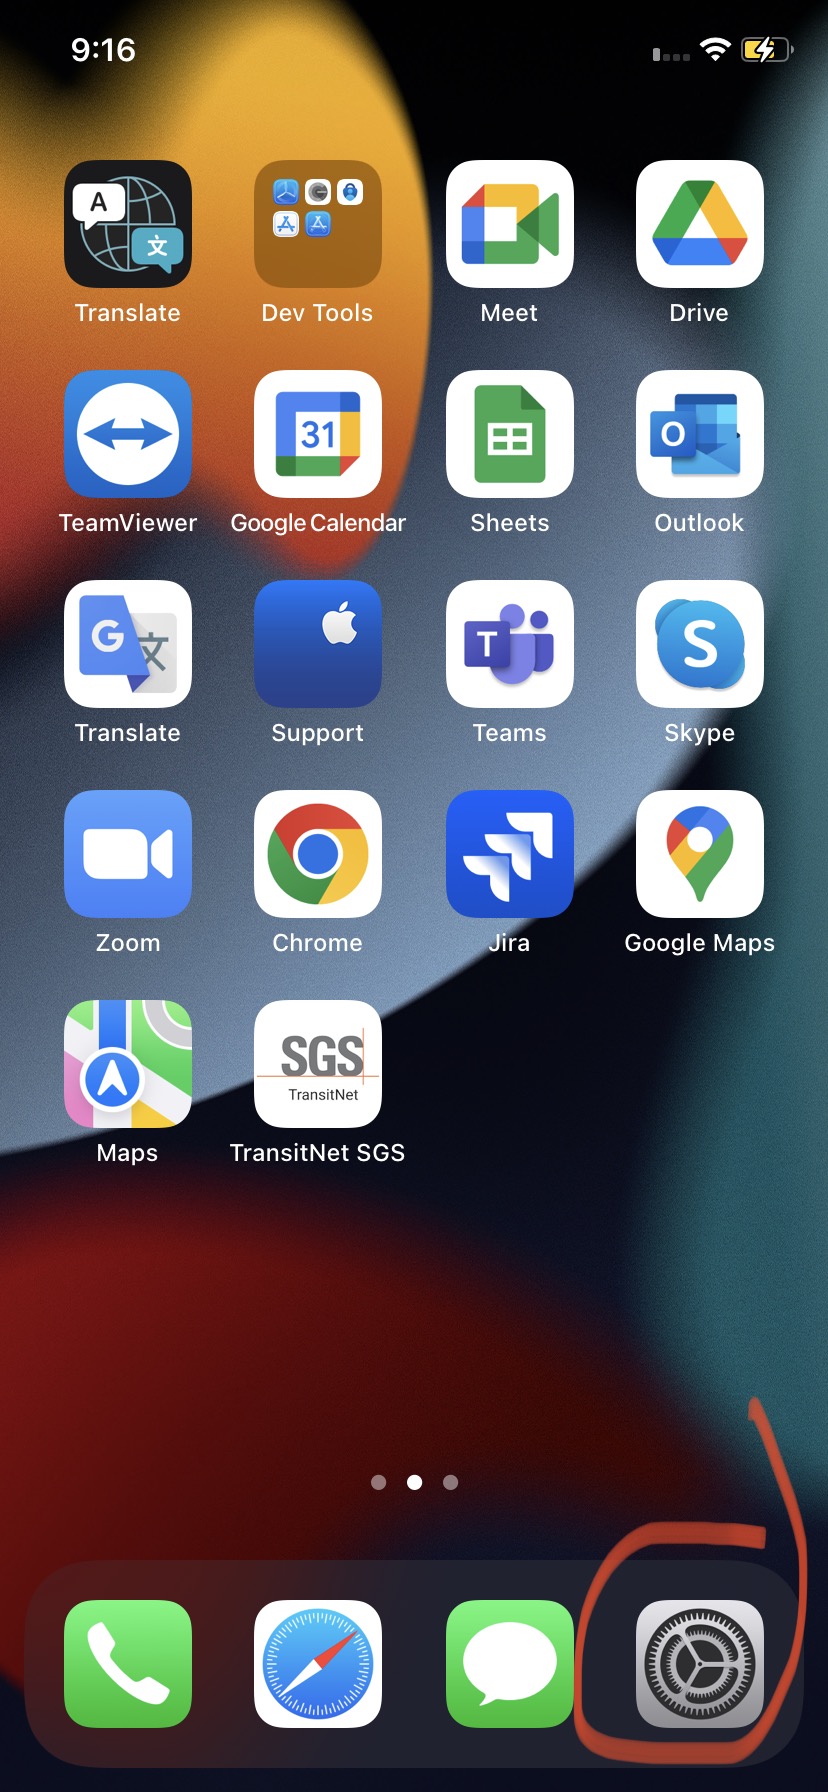 9:16
A
文
Translate
Dev Tools
Meet
Drive
31
O
TeamViewer
Google Calendar
Sheets
Outlook
G
文
T
S
Translate
Support
Teams
Skype
Zoom
Chrome
Jira
Google Maps
SGS
TransitNet
Maps
TransitNet SGS